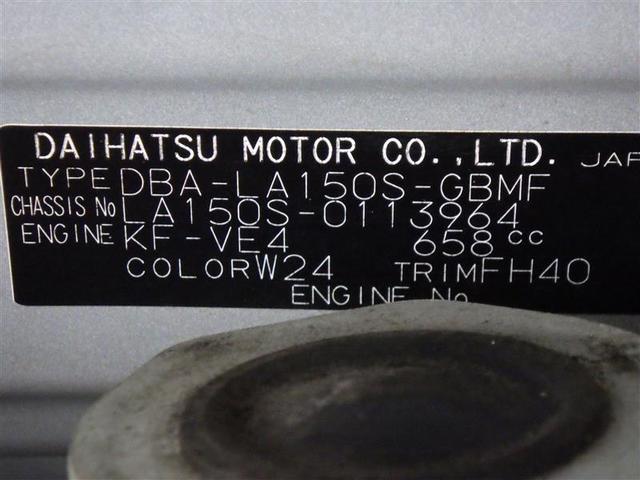 DAIHATSU MOTOR CO.,LTD. JAP
TYPE DBA-LA150S-GBMF
CHASSIS No LA150S-0113964
ENGINE KF-VE4 658 cc
COLOR W24 TRIM FH40
ENGINE No